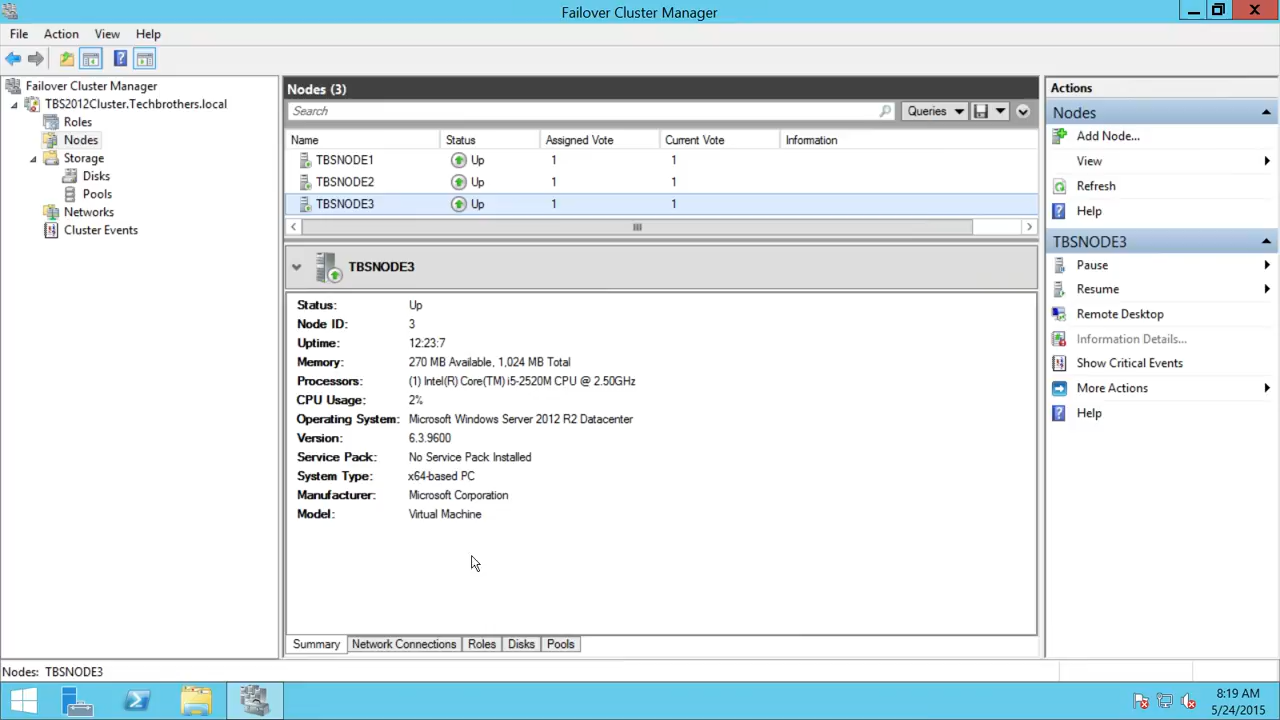 Failover Cluster Manager
File Action View Help
Failover Cluster Manager
TBS2012Cluster.Techbrothers.local
Roles
Nodes
Storage
Disks
Pools
Networks
Cluster Events
Nodes (3)
Search
Queries
Name Status Assigned Vote Current Vote Information
TBSNODE1 Up 1 1
TBSNODE2 Up 1 1
TBSNODE3 Up 1 1
TBSNODE3
Status: Up
Node ID: 3
Uptime: 12:23:7
Memory: 270 MB Available, 1,024 MB Total
Processors: (1) Intel(R) Core(TM) i5-2520M CPU @ 2.50GHz
CPU Usage: 2%
Operating System: Microsoft Windows Server 2012 R2 Datacenter
Version: 6.3.9600
Service Pack: No Service Pack Installed
System Type: x64-based PC
Manufacturer: Microsoft Corporation
Model: Virtual Machine
Summary Network Connections Roles Disks Pools
Actions
Nodes
Add Node...
View
Refresh
Help
TBSNODE3
Pause
Resume
Remote Desktop
Information Details...
Show Critical Events
More Actions
Help
Nodes: TBSNODE3
8:19 AM
5/24/2015